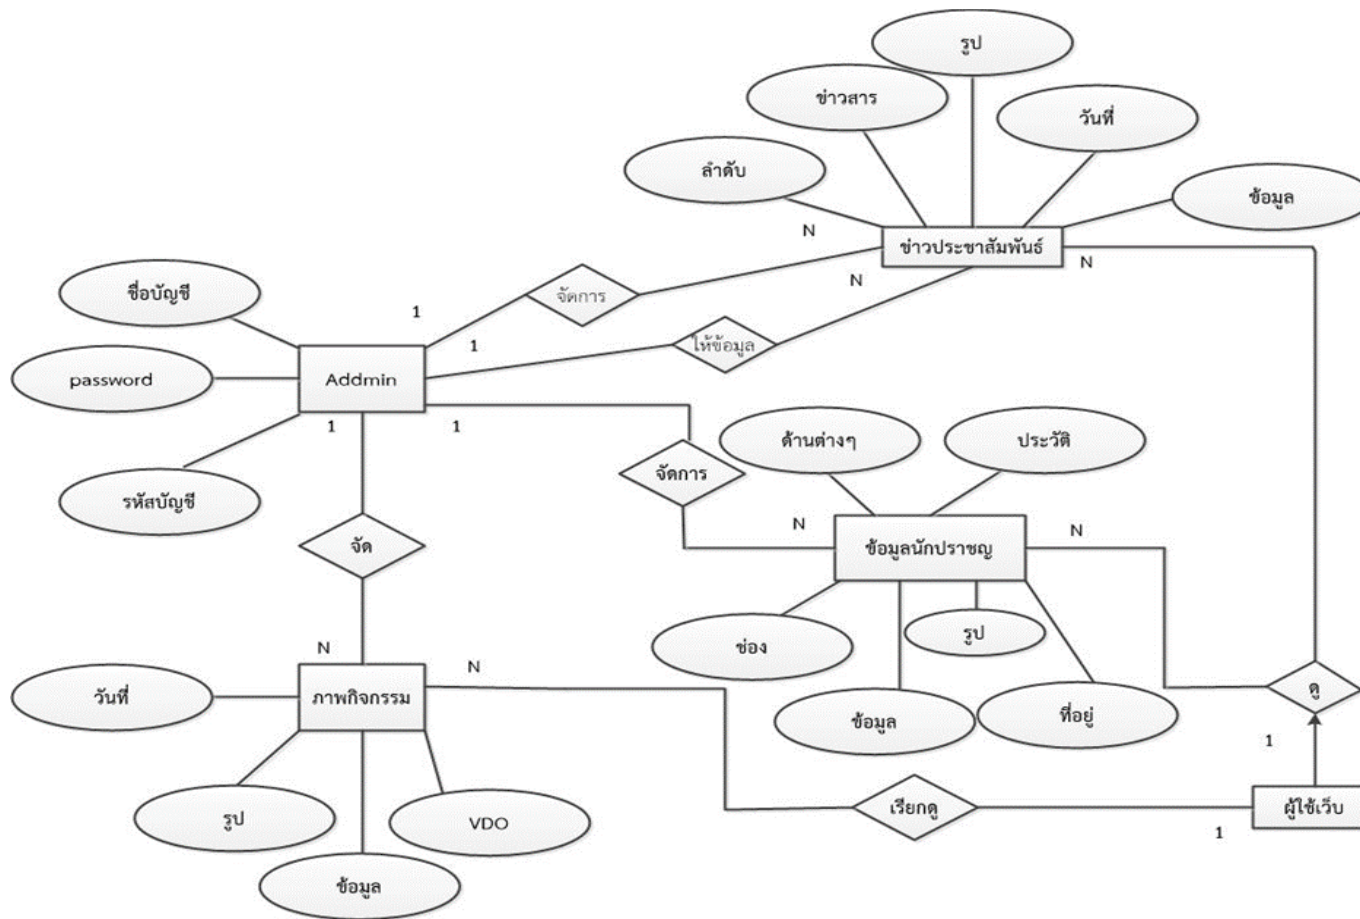 รูป
ข่าวสาร
วันที่
ลำดับ
ข้อมูล
N
ข่าวประชาสัมพันธ์
N
N
ชื่อบัญชี
จัดการ
1
1
ให้ข้อมูล
password
Addmin
1
1
ด้านต่างๆ
ประวัติ
จัดการ
รหัสบัญชี
N
N
จัด
ข้อมูลนักปราชญ
ช่อง
รูป
N
N
วันที่
ภาพกิจกรรม
ดู
ข้อมูล
ที่อยู่
1
รูป
VDO
เรียกดู
ผู้ใช้เว็บ
1
ข้อมูล